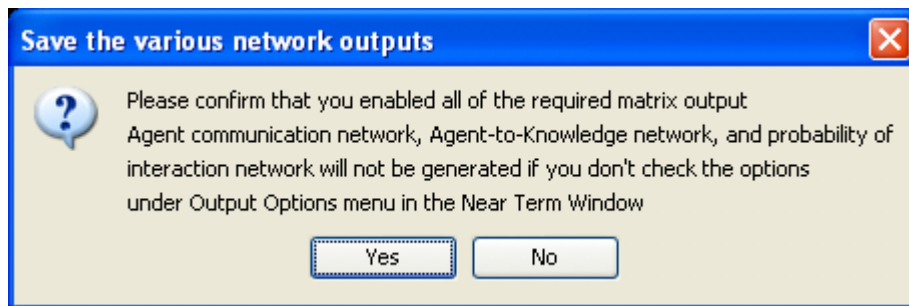 Save the various network outputs
Please confirm that you enabled all of the required matrix output
Agent communication network, Agent-to-Knowledge network, and probability of
interaction network will not be generated if you don't check the options
under Output Options menu in the Near Term Window
Yes No